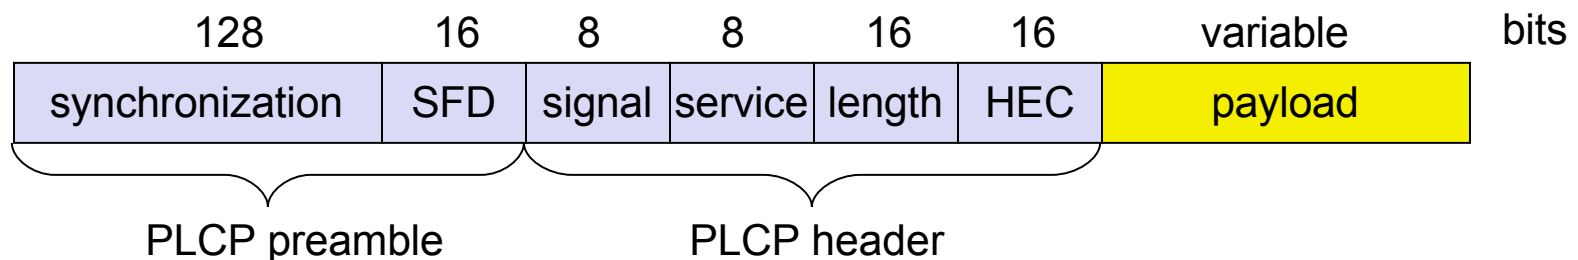 128 16 8 8 16 16 variable bits
synchronization SFD signal service length HEC payload
PLCP preamble PLCP header